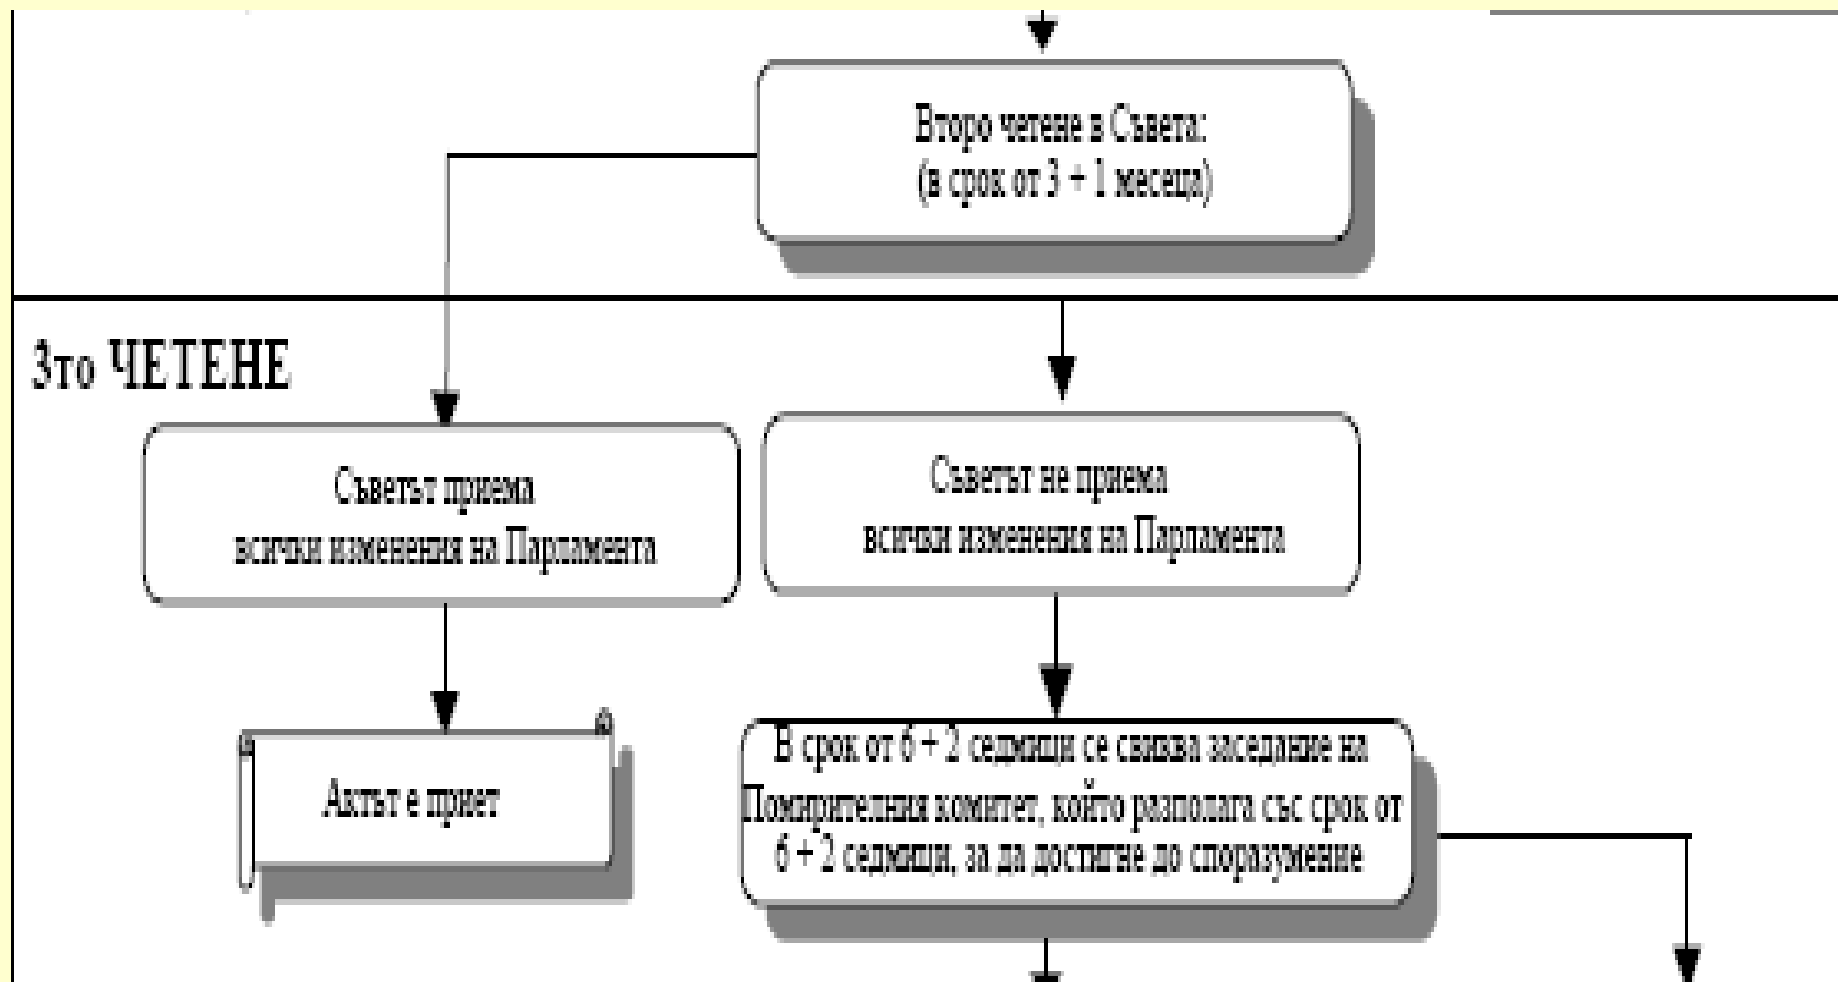 Второ четене в Съвета:
(в срок от 3 + 1 месеца)
3то ЧЕТЕНЕ
Съветът приема
всички изменения на Парламента
Съветът не приема
всички изменения на Парламента
Актът е приет
В срок от 6 + 2 седмици се свиква заседание на
Помирителния комитет, който разполага със срок от
6 + 2 седмици, за да достигне до споразумение